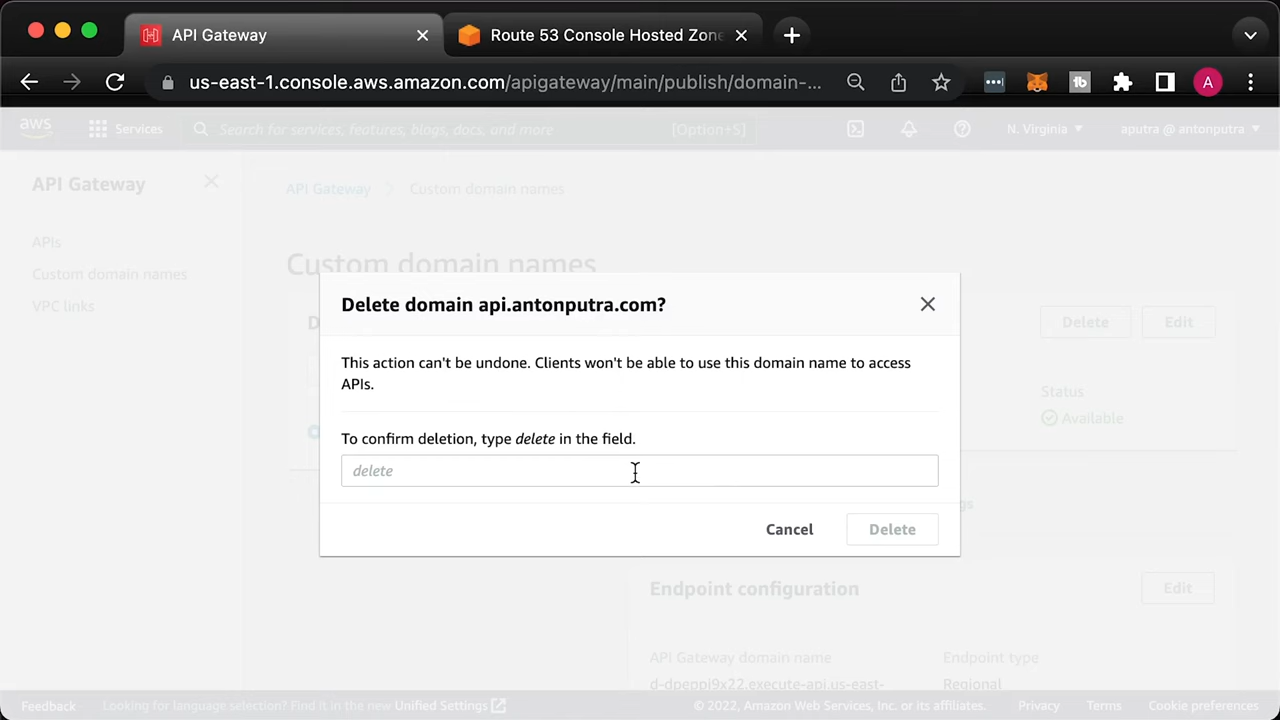 API Gateway
Route 53 Console Hosted Zone
us-east-1.console.aws.amazon.com/apigateway/main/publish/domain-...
A
aws
Services
Search for services, features, blogs, docs, and more
[Option+S]
N. Virginia
aputra @ antonputra
API Gateway
API Gateway
Custom domain names
APIs
Custom domain names
VPC links
Custom domain names
Delete
Edit
Status
Available
Delete domain api.antonputra.com?
This action can't be undone. Clients won't be able to use this domain name to access
APIs.
To confirm deletion, type delete in the field.
delete
Cancel
Delete
Endpoint configuration
Edit
API Gateway domain name
Endpoint type
d-dpeppi9x22.execute-api.us-east-
Regional
Feedback
Looking for language selection? Find it in the new Unified Settings
© 2022, Amazon Web Services, Inc. or its affiliates.
Privacy
Terms
Cookie preferences